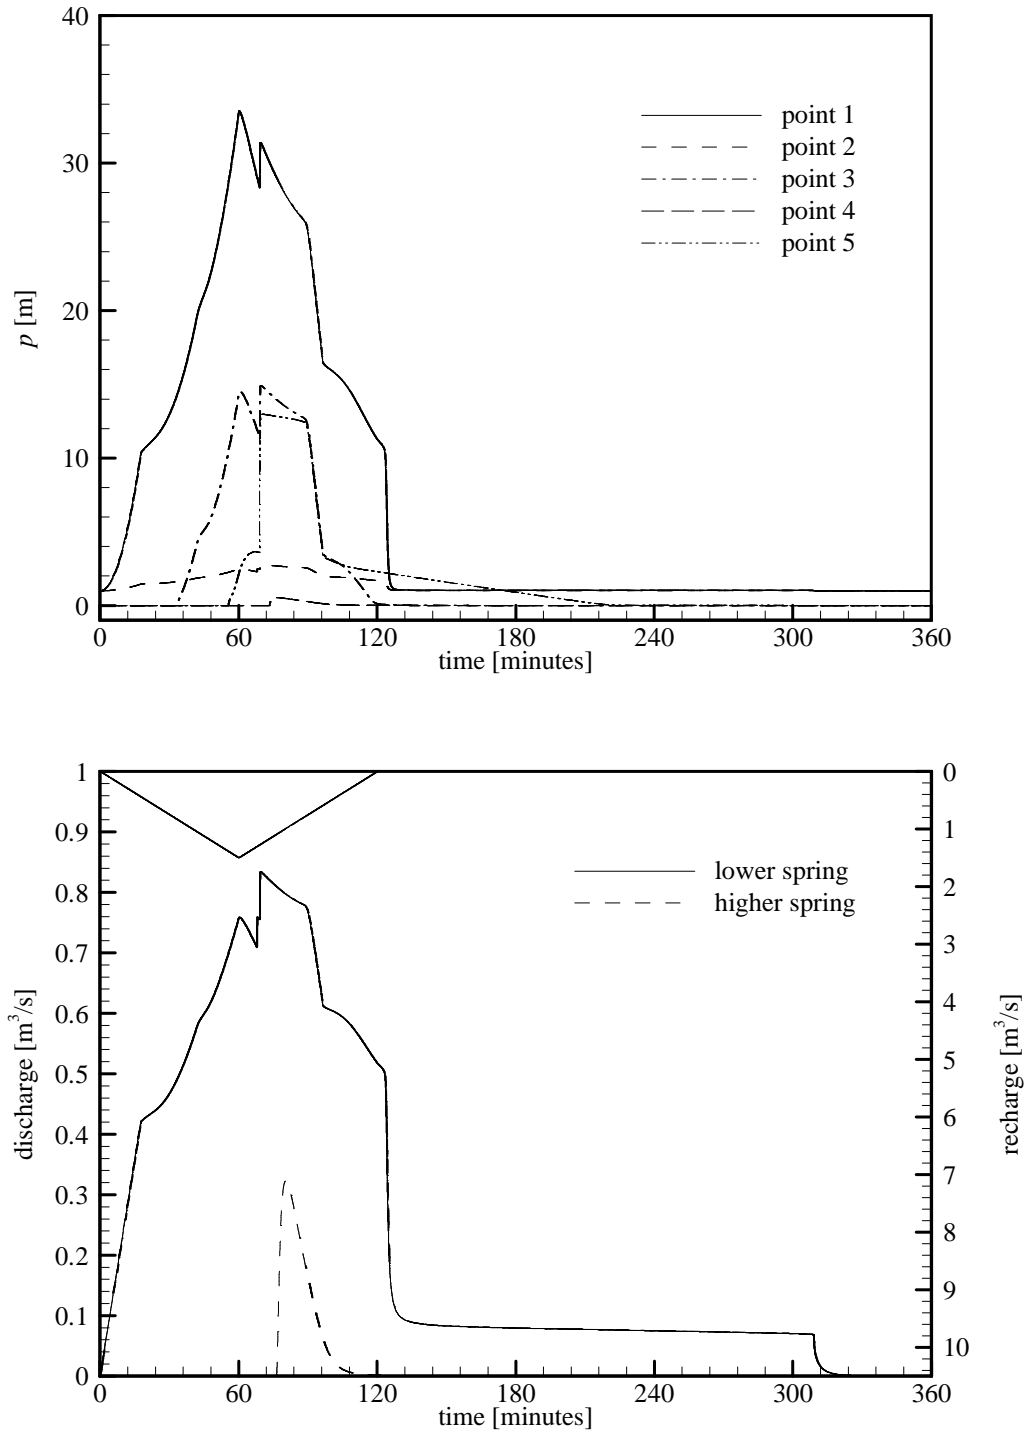 40
30
20
10
0
p [m]
point 1
point 2
point 3
point 4
point 5
0 60 120 180 240 300 360
time [minutes]
1
0.9
0.8
0.7
0.6
0.5
0.4
0.3
0.2
0.1
0
discharge [m³/s]
lower spring
higher spring
0
1
2
3
4
5
6
7
8
9
10
recharge [m³/s]
0 60 120 180 240 300 360
time [minutes]